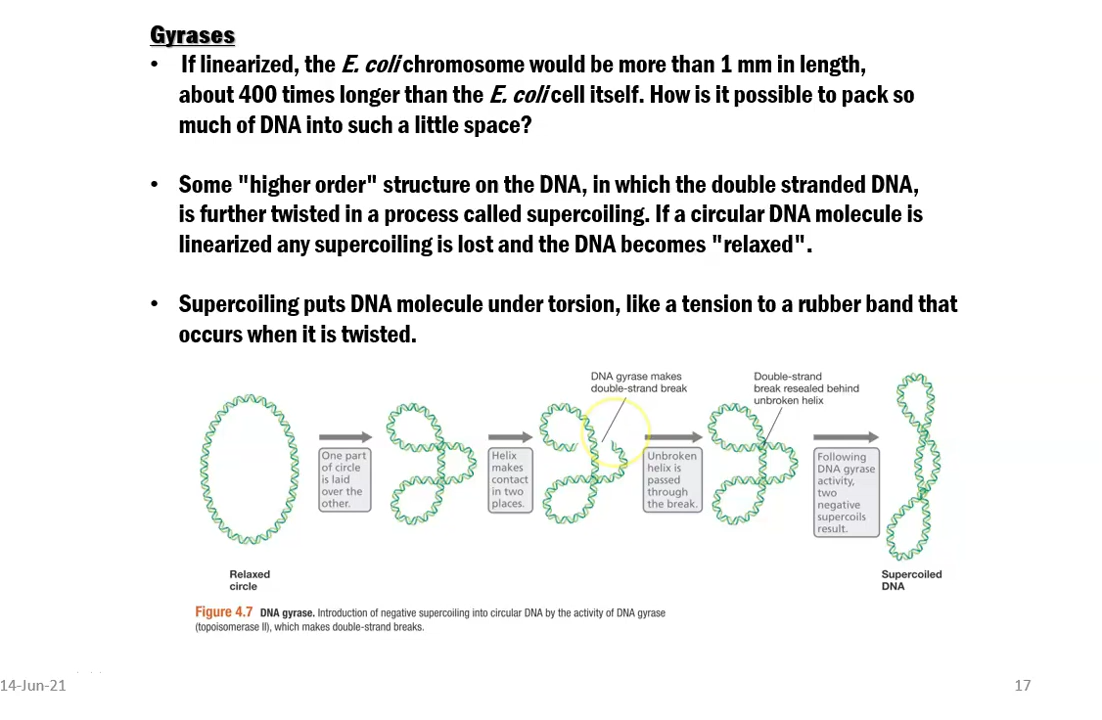 Gyrases
• If linearized, the E. coli chromosome would be more than 1 mm in length,
about 400 times longer than the E. coli cell itself. How is it possible to pack so
much of DNA into such a little space?
• Some "higher order" structure on the DNA, in which the double stranded DNA,
is further twisted in a process called supercoiling. If a circular DNA molecule is
linearized any supercoiling is lost and the DNA becomes "relaxed".
• Supercoiling puts DNA molecule under torsion, like a tension to a rubber band that
occurs when it is twisted.
DNA gyrase makes
double-strand break
Double-strand
break resealed behind
unbroken helix
One part
of circle
is laid
over the
other.
Helix
makes
contact
in two
places.
Unbroken
helix is
passed
through
the break.
Following
DNA gyrase
activity,
two
negative
supercoils
result.
Relaxed
circle
Supercoiled
DNA
Figure 4.7 DNA gyrase. Introduction of negative supercoiling into circular DNA by the activity of DNA gyrase
(topoisomerase II), which makes double-strand breaks.
14-Jun-21
17